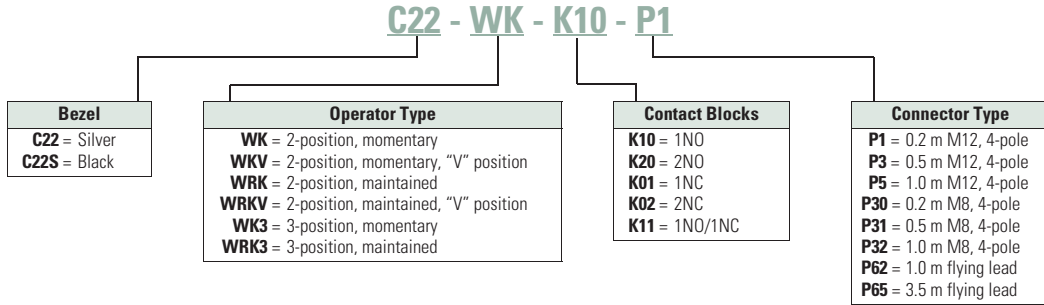 C22 - WK - K10 - P1
Bezel
C22 = Silver
C22S = Black
Operator Type
WK = 2-position, momentary
WKV = 2-position, momentary, “V” position
WRK = 2-position, maintained
WRKV = 2-position, maintained, “V” position
WK3 = 3-position, momentary
WRK3 = 3-position, maintained
Contact Blocks
K10 = 1NO
K20 = 2NO
K01 = 1NC
K02 = 2NC
K11 = 1NO/1NC
Connector Type
P1 = 0.2 m M12, 4-pole
P3 = 0.5 m M12, 4-pole
P5 = 1.0 m M12, 4-pole
P30 = 0.2 m M8, 4-pole
P31 = 0.5 m M8, 4-pole
P32 = 1.0 m M8, 4-pole
P62 = 1.0 m flying lead
P65 = 3.5 m flying lead